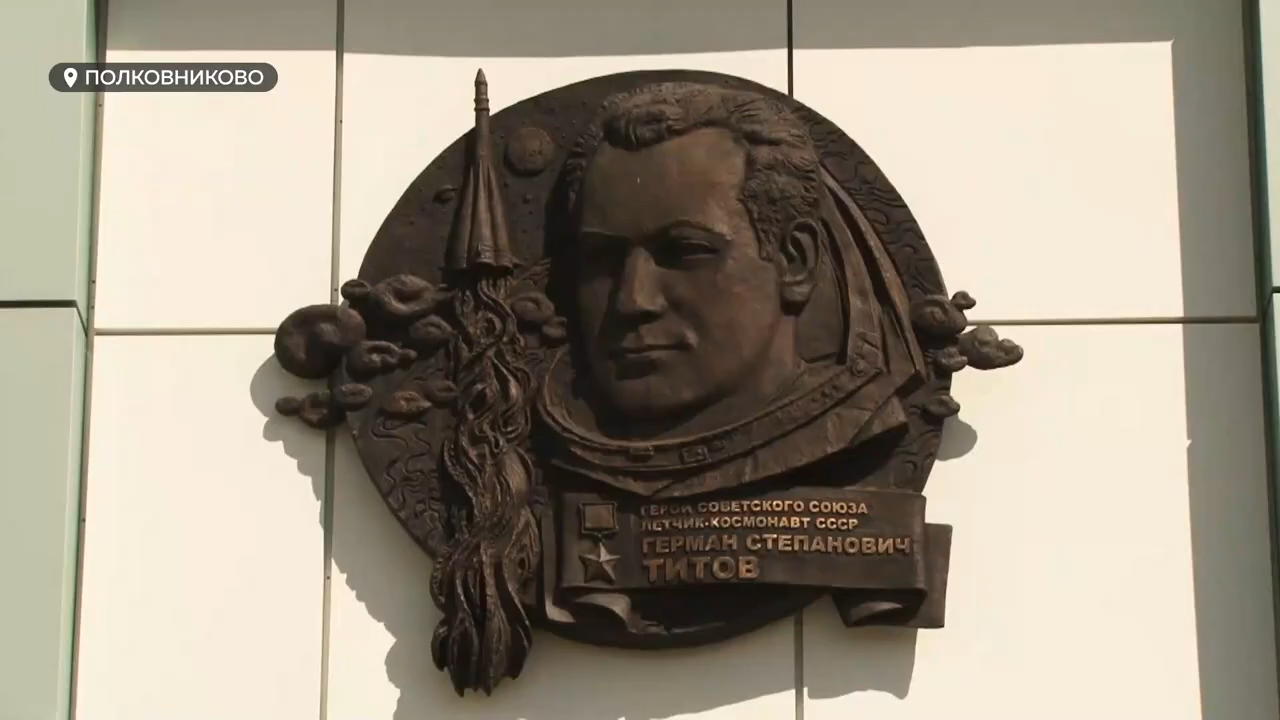 ПОЛКОВНИКОВО
ГЕРОЙ СОВЕТСКОГО СОЮЗА
ЛЕТЧИК-КОСМОНАВТ СССР
ГЕРМАН СТЕПАНОВИЧ
ТИТОВ